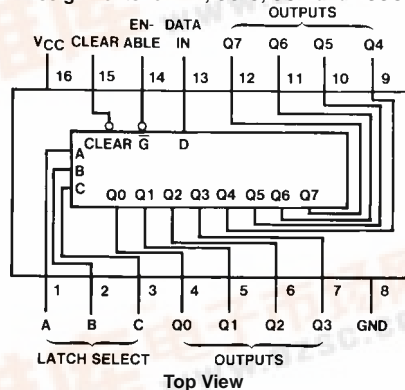 OUTPUTS
EN- DATA
VCC CLEAR ABLE IN Q7 Q6 Q5 Q4
16 15 14 13 12 11 10 9
CLEAR G D
A
B
C
Q0 Q1 Q2 Q3 Q4 Q5 Q6 Q7
1 2 3 4 5 6 7 8
A B C Q0 Q1 Q2 Q3 GND
LATCH SELECT OUTPUTS
Top View